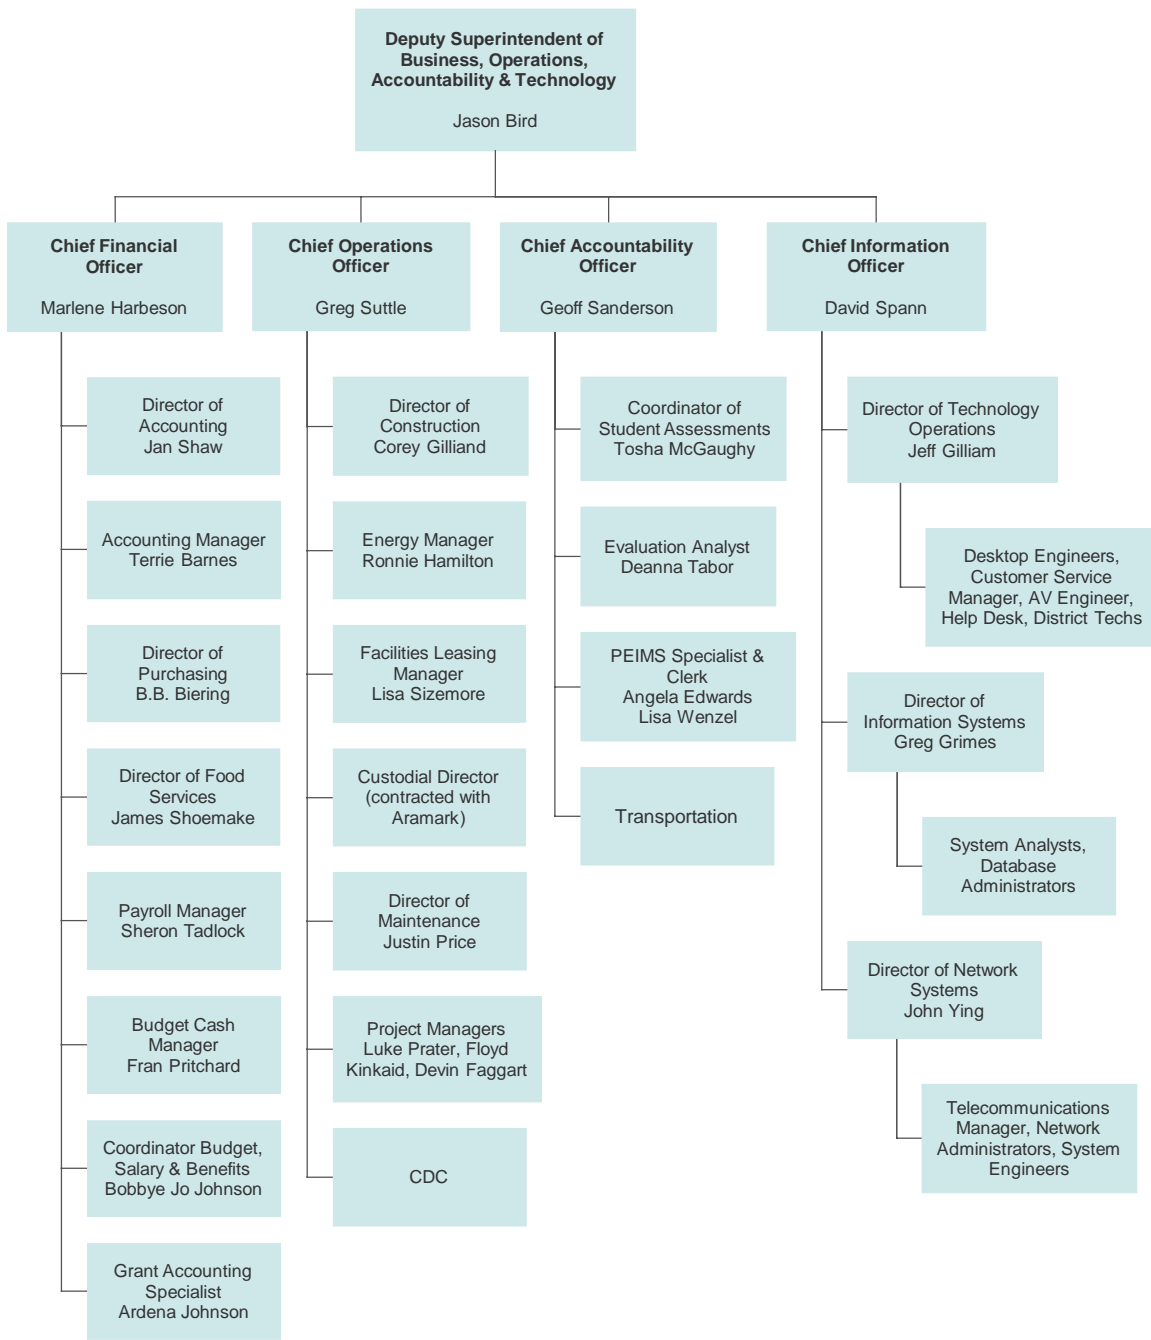 Deputy Superintendent of
Business, Operations,
Accountability & Technology
Jason Bird
Chief Financial
Officer
Marlene Harbeson
Chief Operations
Officer
Greg Suttle
Chief Accountability
Officer
Geoff Sanderson
Chief Information
Officer
David Spann
Director of
Accounting
Jan Shaw
Accounting Manager
Terrie Barnes
Director of
Purchasing
B.B. Biering
Director of Food
Services
James Shoemake
Payroll Manager
Sheron Tadlock
Budget Cash
Manager
Fran Pritchard
Coordinator Budget,
Salary & Benefits
Bobbye Jo Johnson
Grant Accounting
Specialist
Ardena Johnson
Director of
Construction
Corey Gilliand
Energy Manager
Ronnie Hamilton
Facilities Leasing
Manager
Lisa Sizemore
Custodial Director
(contracted with
Aramark)
Director of
Maintenance
Justin Price
Project Managers
Luke Prater, Floyd
Kinkaid, Devin Faggart
CDC
Coordinator of
Student Assessments
Tosha McGaughy
Evaluation Analyst
Deanna Tabor
PEIMS Specialist &
Clerk
Angela Edwards
Lisa Wenzel
Transportation
Director of Technology
Operations
Jeff Gilliam
Desktop Engineers,
Customer Service
Manager, AV Engineer,
Help Desk, District Techs
Director of
Information Systems
Greg Grimes
System Analysts,
Database
Administrators
Director of Network
Systems
John Ying
Telecommunications
Manager, Network
Administrators, System
Engineers